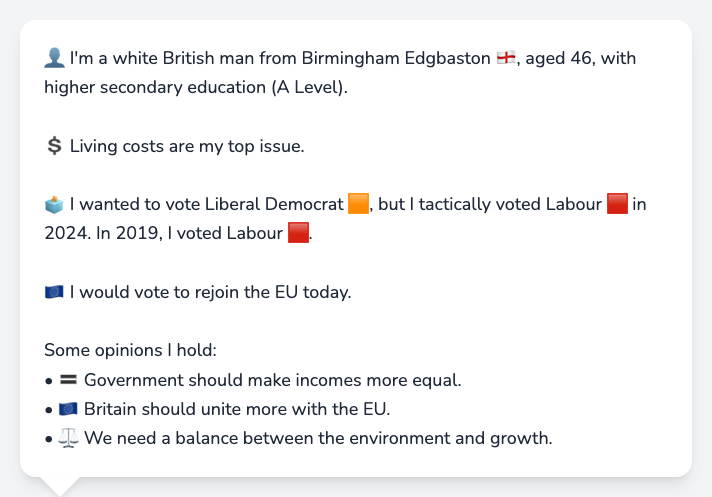 👤 I'm a white British man from Birmingham Edgbaston 🏴󠁧󠁢󠁥󠁮󠁧󠁿, aged 46, with
higher secondary education (A Level).
💲 Living costs are my top issue.
🗳️ I wanted to vote Liberal Democrat 🟧, but I tactically voted Labour 🟥 in
2024. In 2019, I voted Labour 🟥.
🇪🇺 I would vote to rejoin the EU today.
Some opinions I hold:
• 🟰 Government should make incomes more equal.
• 🇪🇺 Britain should unite more with the EU.
• ⚖️ We need a balance between the environment and growth.